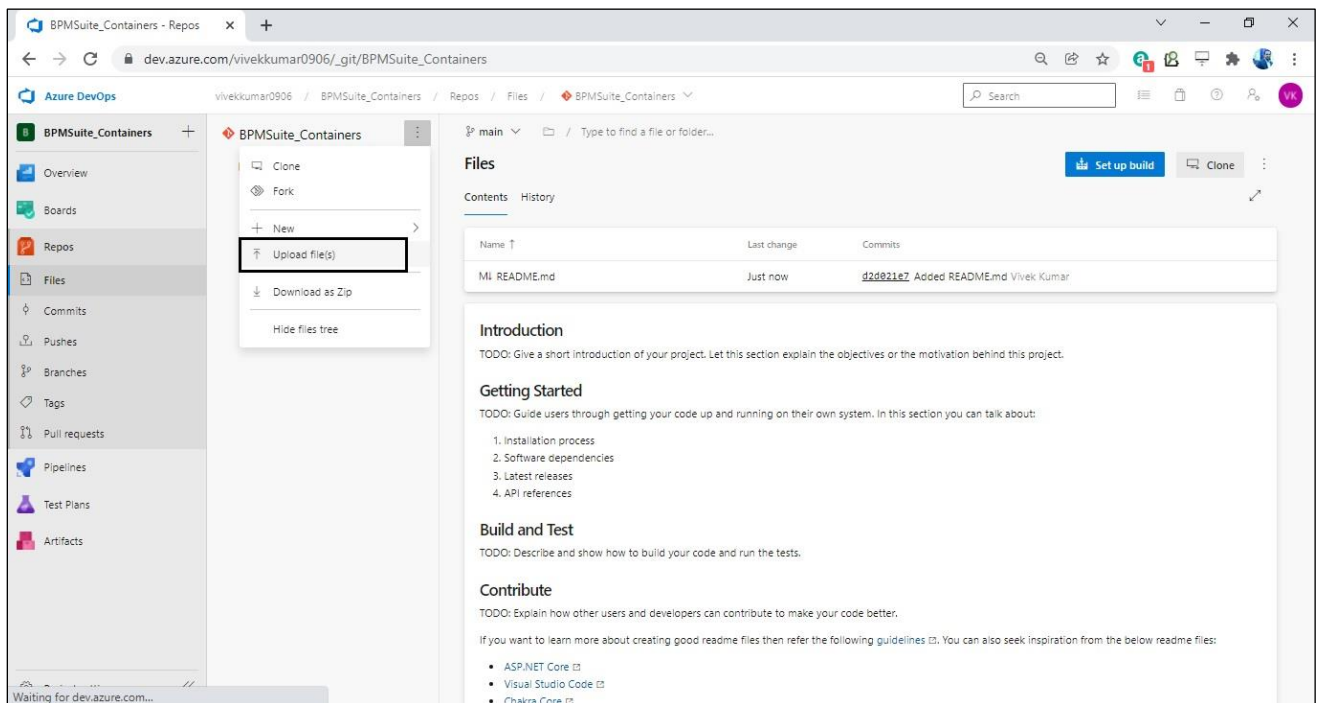 BPMSuite_Containers - Repos
dev.azure.com/vivekkumar0906/_git/BPMSuite_Containers
1
Azure DevOps
vivekkumar0906 / BPMSuite_Containers / Repos / Files / BPMSuite_Containers
Search
VK
B BPMSuite_Containers
Overview
Boards
Repos
Files
Commits
Pushes
Branches
Tags
Pull requests
Pipelines
Test Plans
Artifacts
Waiting for dev.azure.com...
BPMSuite_Containers
Clone
Fork
New
Upload file(s)
Download as Zip
Hide files tree
main / Type to find a file or folder...
Files
Set up build
Clone
Contents History
Name ↑ Last change Commits
M↓ README.md Just now d2d021e7 Added README.md Vivek Kumar
Introduction
TODO: Give a short introduction of your project. Let this section explain the objectives or the motivation behind this project.
Getting Started
TODO: Guide users through getting your code up and running on their own system. In this section you can talk about:
1. Installation process
2. Software dependencies
3. Latest releases
4. API references
Build and Test
TODO: Describe and show how to build your code and run the tests.
Contribute
TODO: Explain how other users and developers can contribute to make your code better.
If you want to learn more about creating good readme files then refer the following guidelines. You can also seek inspiration from the below readme files:
• ASP.NET Core
• Visual Studio Code
• Chakra Core